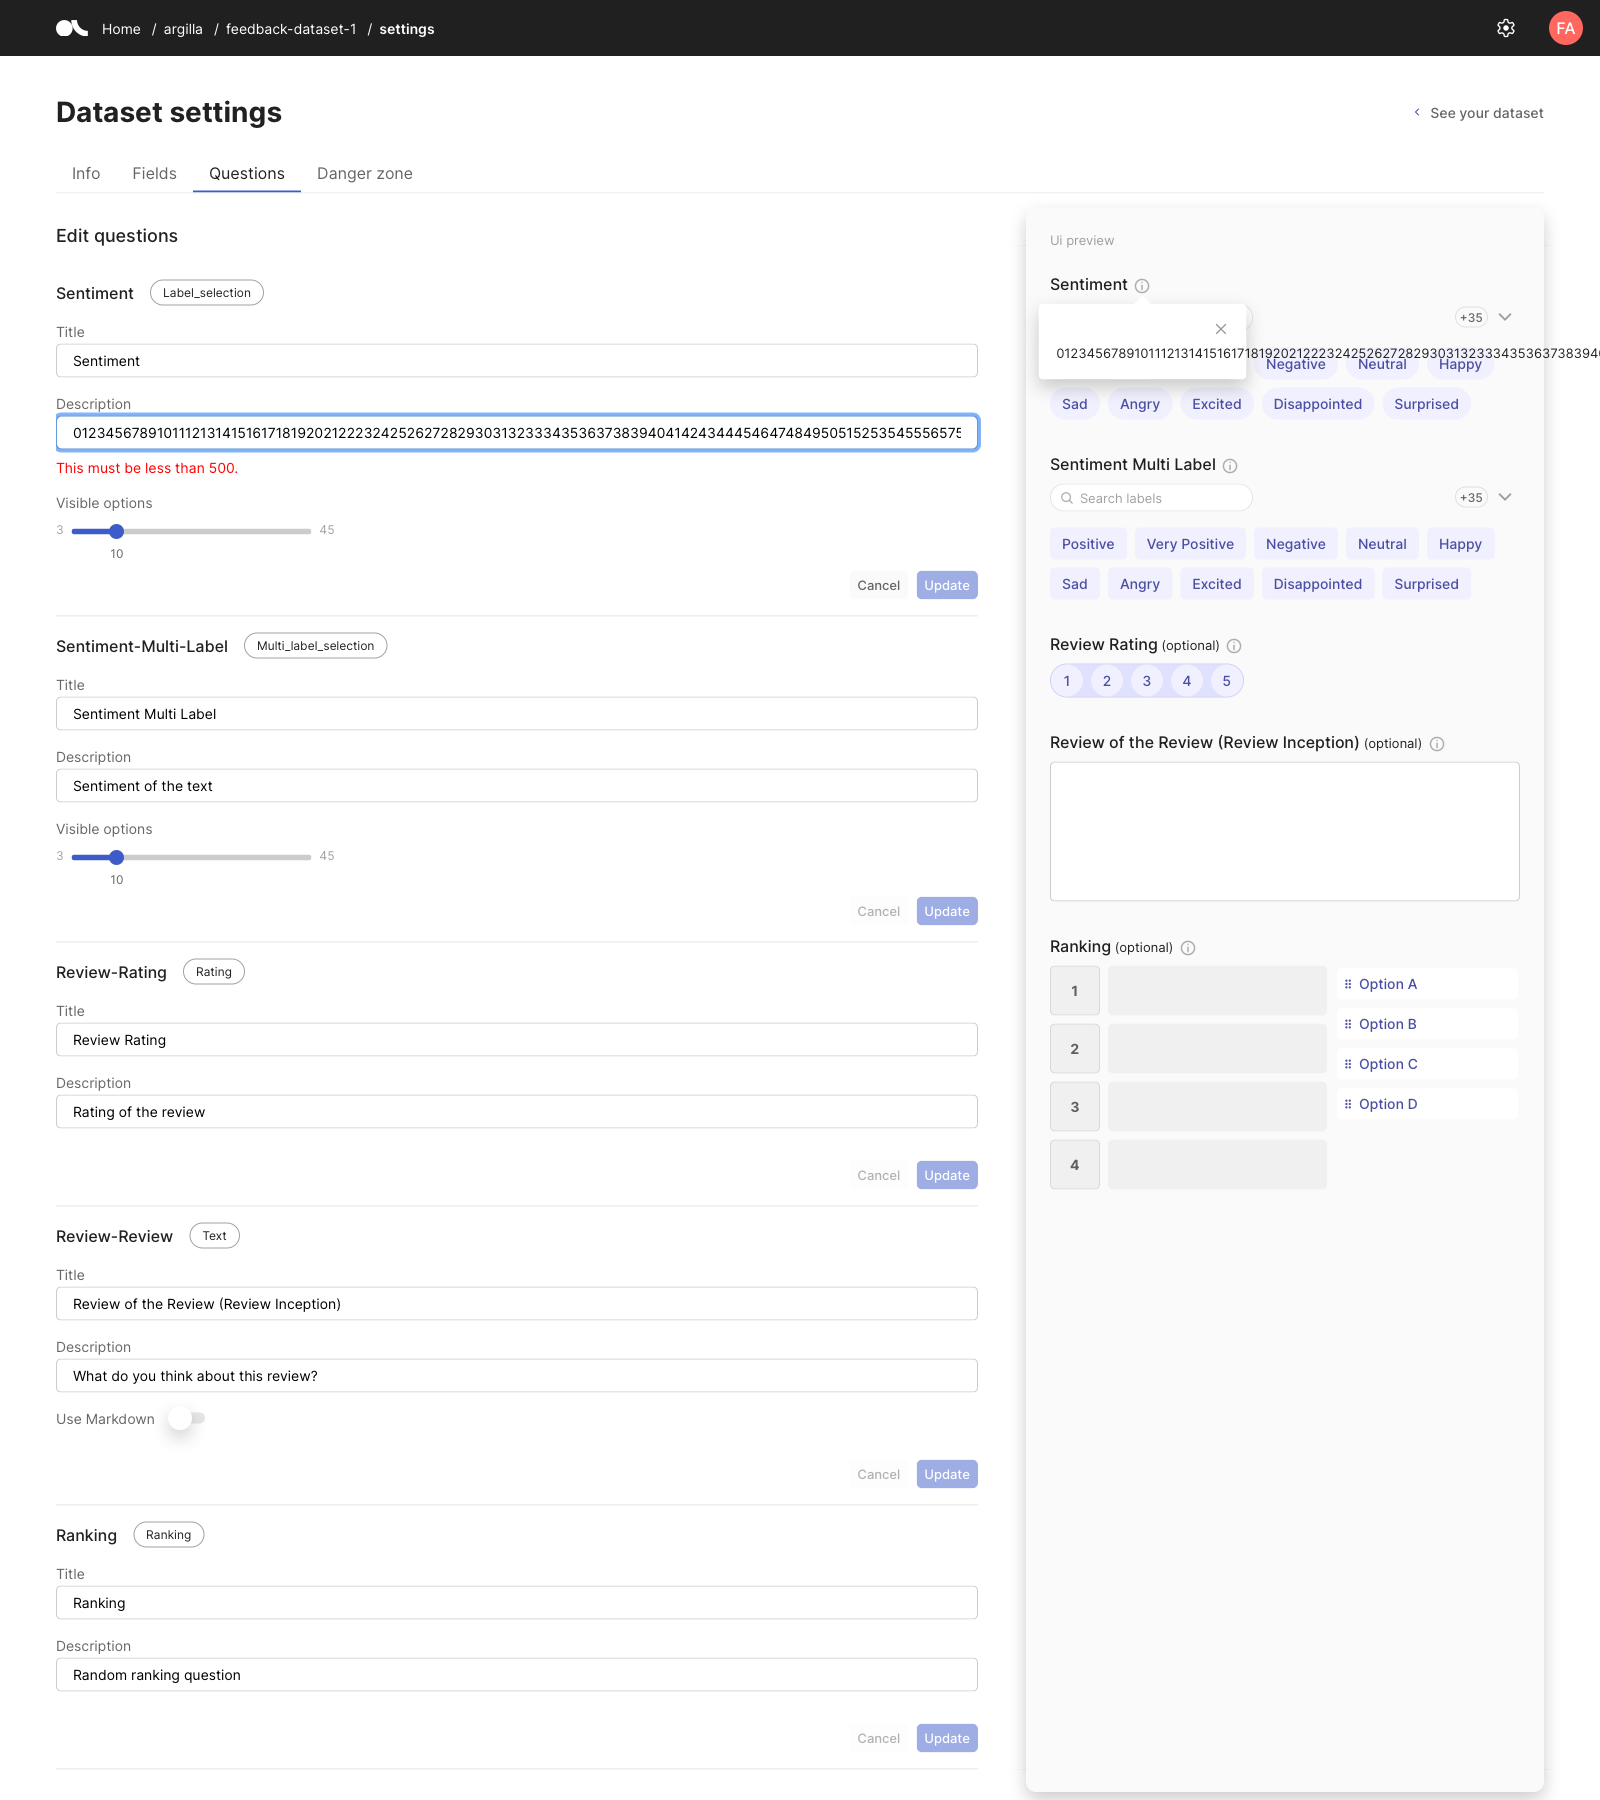 Home / argilla / feedback-dataset-1 / settings
FA
Dataset settings
See your dataset
Info
Fields
Questions
Danger zone
Edit questions
Sentiment
Label_selection
Title
Sentiment
Description
This must be less than 500.
Visible options
3
45
10
Cancel
Update
Sentiment-Multi-Label
Multi_label_selection
Title
Sentiment Multi Label
Description
Sentiment of the text
Visible options
3
45
10
Cancel
Update
Review-Rating
Rating
Title
Review Rating
Description
Rating of the review
Cancel
Update
Review-Review
Text
Title
Review of the Review (Review Inception)
Description
What do you think about this review?
Use Markdown
Cancel
Update
Ranking
Ranking
Title
Ranking
Description
Random ranking question
Cancel
Update
Ui preview
Sentiment
+35
Negative
Neutral
Happy
Sad
Angry
Excited
Disappointed
Surprised
Sentiment Multi Label
Search labels
+35
Positive
Very Positive
Negative
Neutral
Happy
Sad
Angry
Excited
Disappointed
Surprised
Review Rating (optional)
1
2
3
4
5
Review of the Review (Review Inception) (optional)
Ranking (optional)
1
2
3
4
Option A
Option B
Option C
Option D